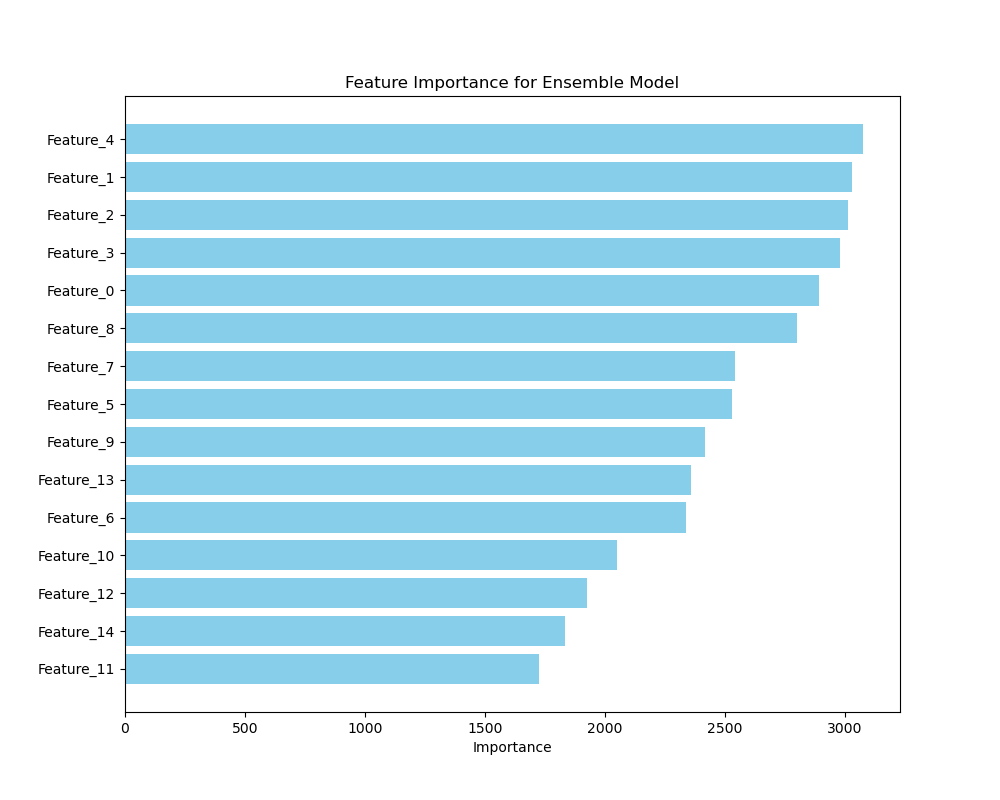 Feature Importance for Ensemble Model
Feature_4
Feature_1
Feature_2
Feature_3
Feature_0
Feature_8
Feature_7
Feature_5
Feature_9
Feature_13
Feature_6
Feature_10
Feature_12
Feature_14
Feature_11
0 500 1000 1500 2000 2500 3000
Importance